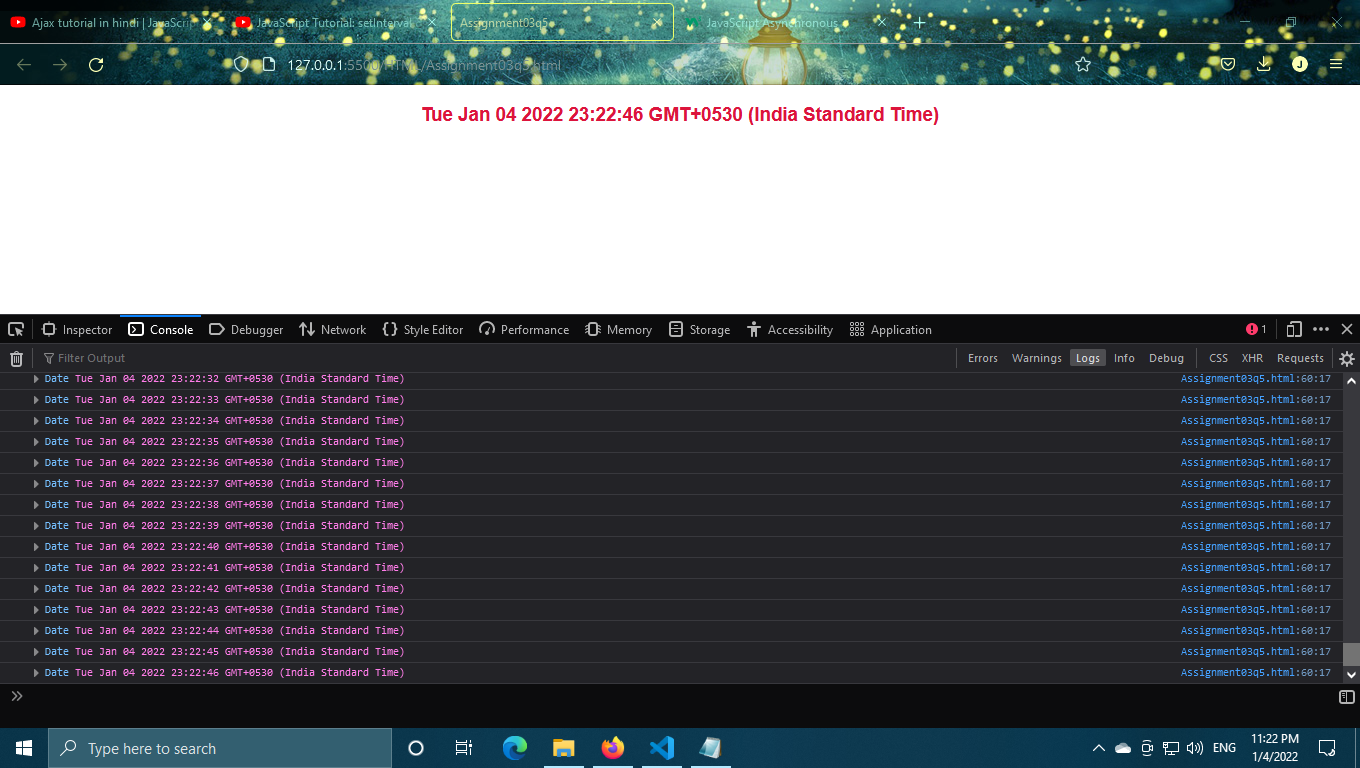 Ajax tutorial in hindi | JavaScrip
JavaScript Tutorial: setInterval
Assignment03q5
JavaScript Asynchronous
127.0.0.1:5500/HTML/Assignment03q5.html
Tue Jan 04 2022 23:22:46 GMT+0530 (India Standard Time)
Inspector Console Debugger Network Style Editor Performance Memory Storage Accessibility Application 1
Filter Output Errors Warnings Logs Info Debug CSS XHR Requests
Date Tue Jan 04 2022 23:22:32 GMT+0530 (India Standard Time) Assignment03q5.html:60:17
Date Tue Jan 04 2022 23:22:33 GMT+0530 (India Standard Time) Assignment03q5.html:60:17
Date Tue Jan 04 2022 23:22:34 GMT+0530 (India Standard Time) Assignment03q5.html:60:17
Date Tue Jan 04 2022 23:22:35 GMT+0530 (India Standard Time) Assignment03q5.html:60:17
Date Tue Jan 04 2022 23:22:36 GMT+0530 (India Standard Time) Assignment03q5.html:60:17
Date Tue Jan 04 2022 23:22:37 GMT+0530 (India Standard Time) Assignment03q5.html:60:17
Date Tue Jan 04 2022 23:22:38 GMT+0530 (India Standard Time) Assignment03q5.html:60:17
Date Tue Jan 04 2022 23:22:39 GMT+0530 (India Standard Time) Assignment03q5.html:60:17
Date Tue Jan 04 2022 23:22:40 GMT+0530 (India Standard Time) Assignment03q5.html:60:17
Date Tue Jan 04 2022 23:22:41 GMT+0530 (India Standard Time) Assignment03q5.html:60:17
Date Tue Jan 04 2022 23:22:42 GMT+0530 (India Standard Time) Assignment03q5.html:60:17
Date Tue Jan 04 2022 23:22:43 GMT+0530 (India Standard Time) Assignment03q5.html:60:17
Date Tue Jan 04 2022 23:22:44 GMT+0530 (India Standard Time) Assignment03q5.html:60:17
Date Tue Jan 04 2022 23:22:45 GMT+0530 (India Standard Time) Assignment03q5.html:60:17
Date Tue Jan 04 2022 23:22:46 GMT+0530 (India Standard Time) Assignment03q5.html:60:17
Type here to search
ENG
11:22 PM
1/4/2022